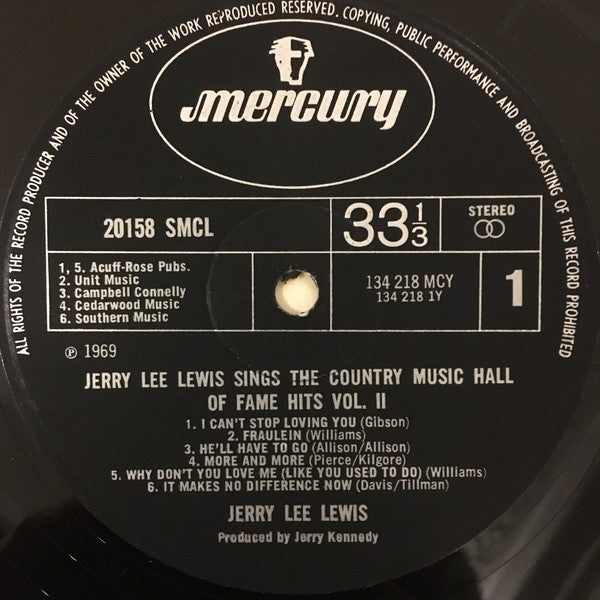 ALL RIGHTS OF THE RECORD PRODUCER AND OF THE OWNER OF THE WORK REPRODUCED RESERVED. COPYING, PUBLIC PERFORMANCE AND BROADCASTING OF THIS RECORD PROHIBITED
mercury
20158 SMCL
33 1/3
STEREO
1, 5. Acuff-Rose Pubs.
2. Unit Music
3. Campbell Connelly
4. Cedarwood Music
6. Southern Music
134 218 MCY
134 218 1Y
1
Ⓟ 1969
JERRY LEE LEWIS SINGS THE COUNTRY MUSIC HALL
OF FAME HITS VOL. II
1. I CAN'T STOP LOVING YOU (Gibson)
2. FRAULEIN (Williams)
3. HE'LL HAVE TO GO (Allison/Allison)
4. MORE AND MORE (Pierce/Kilgore)
5. WHY DON'T YOU LOVE ME (LIKE YOU USED TO DO) (Williams)
6. IT MAKES NO DIFFERENCE NOW (Davis/Tillman)
JERRY LEE LEWIS
Produced by Jerry Kennedy